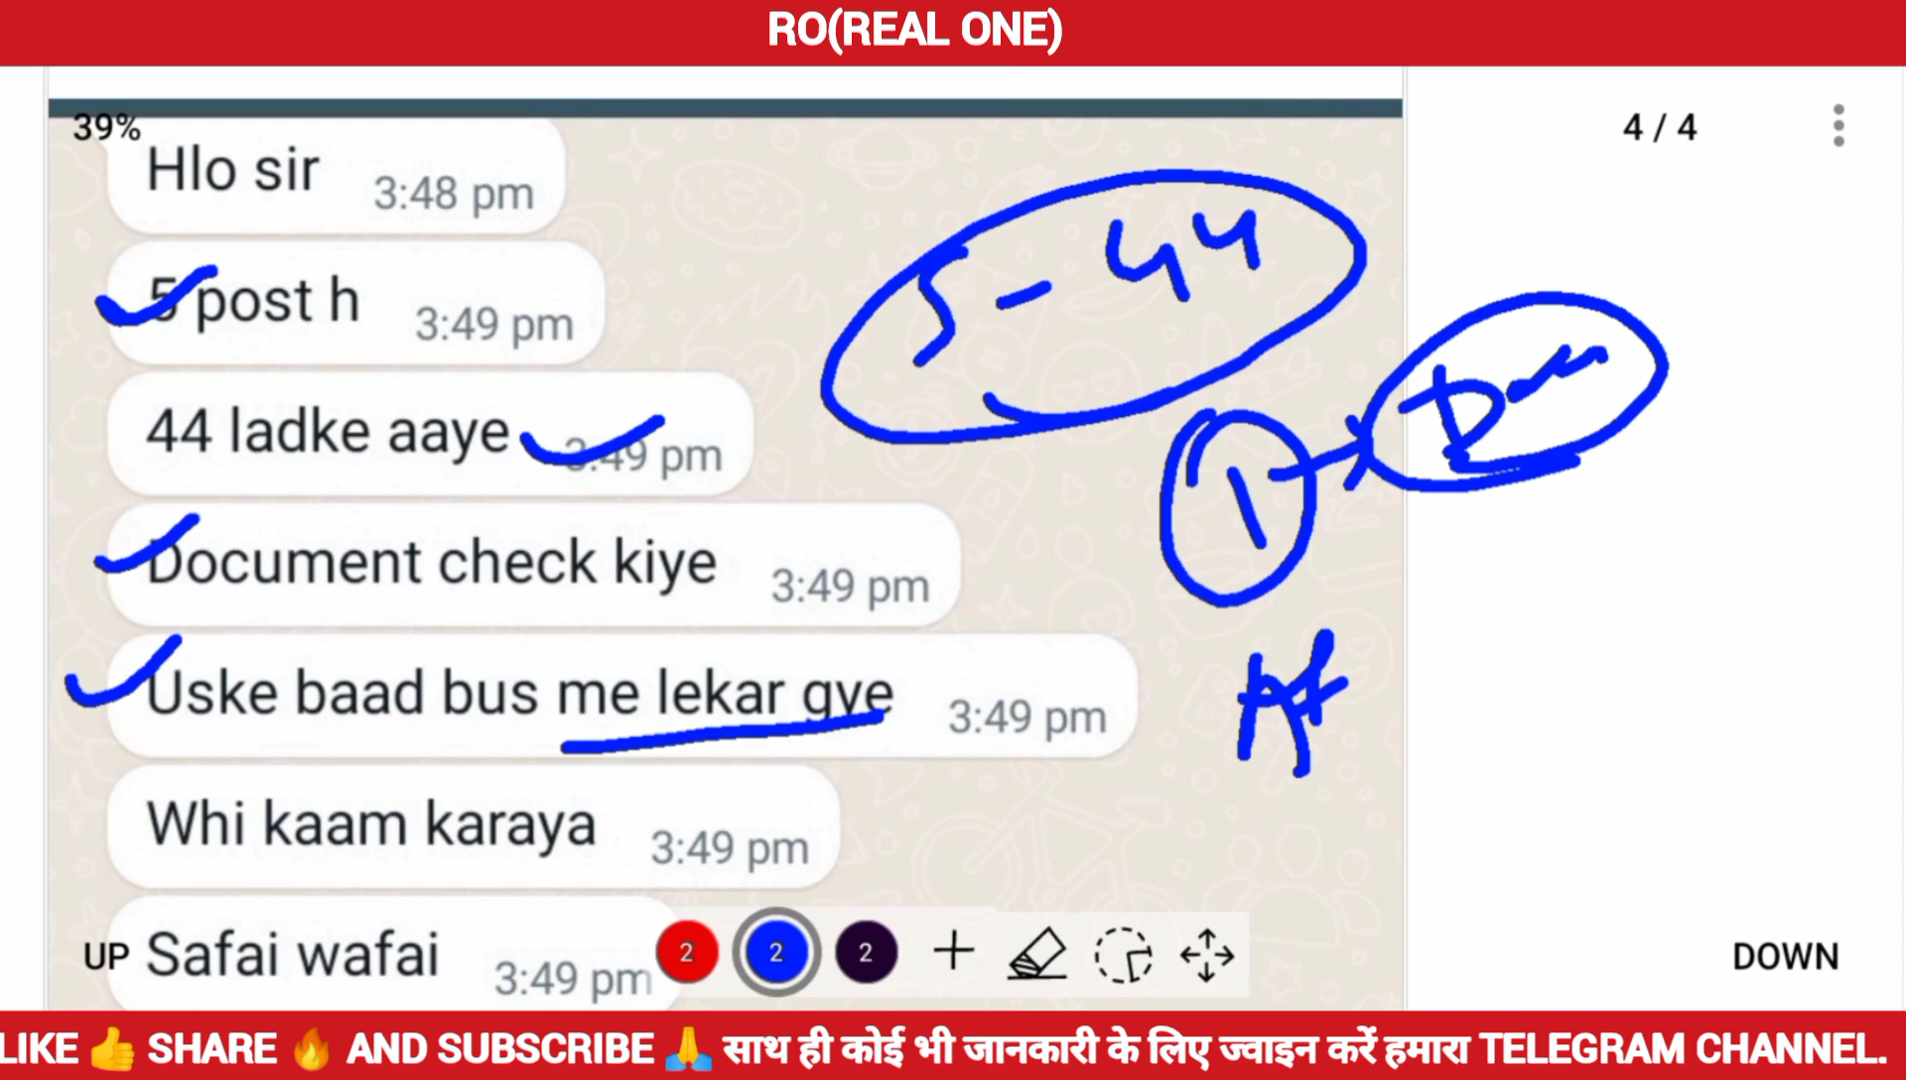 RO(REAL ONE)
39%
4 / 4
Hlo sir 3:48 pm
5 post h 3:49 pm
5 - 44
44 ladke aaye 3:49 pm
1
Document check kiye 3:49 pm
Uske baad bus me lekar gye 3:49 pm
Whi kaam karaya 3:49 pm
UP Safai wafai 3:49 pm
2 2 2
DOWN
LIKE 👍 SHARE 🔥 AND SUBSCRIBE 🙏 साथ ही कोई भी जानकारी के लिए ज्वाइन करें हमारा TELEGRAM CHANNEL.